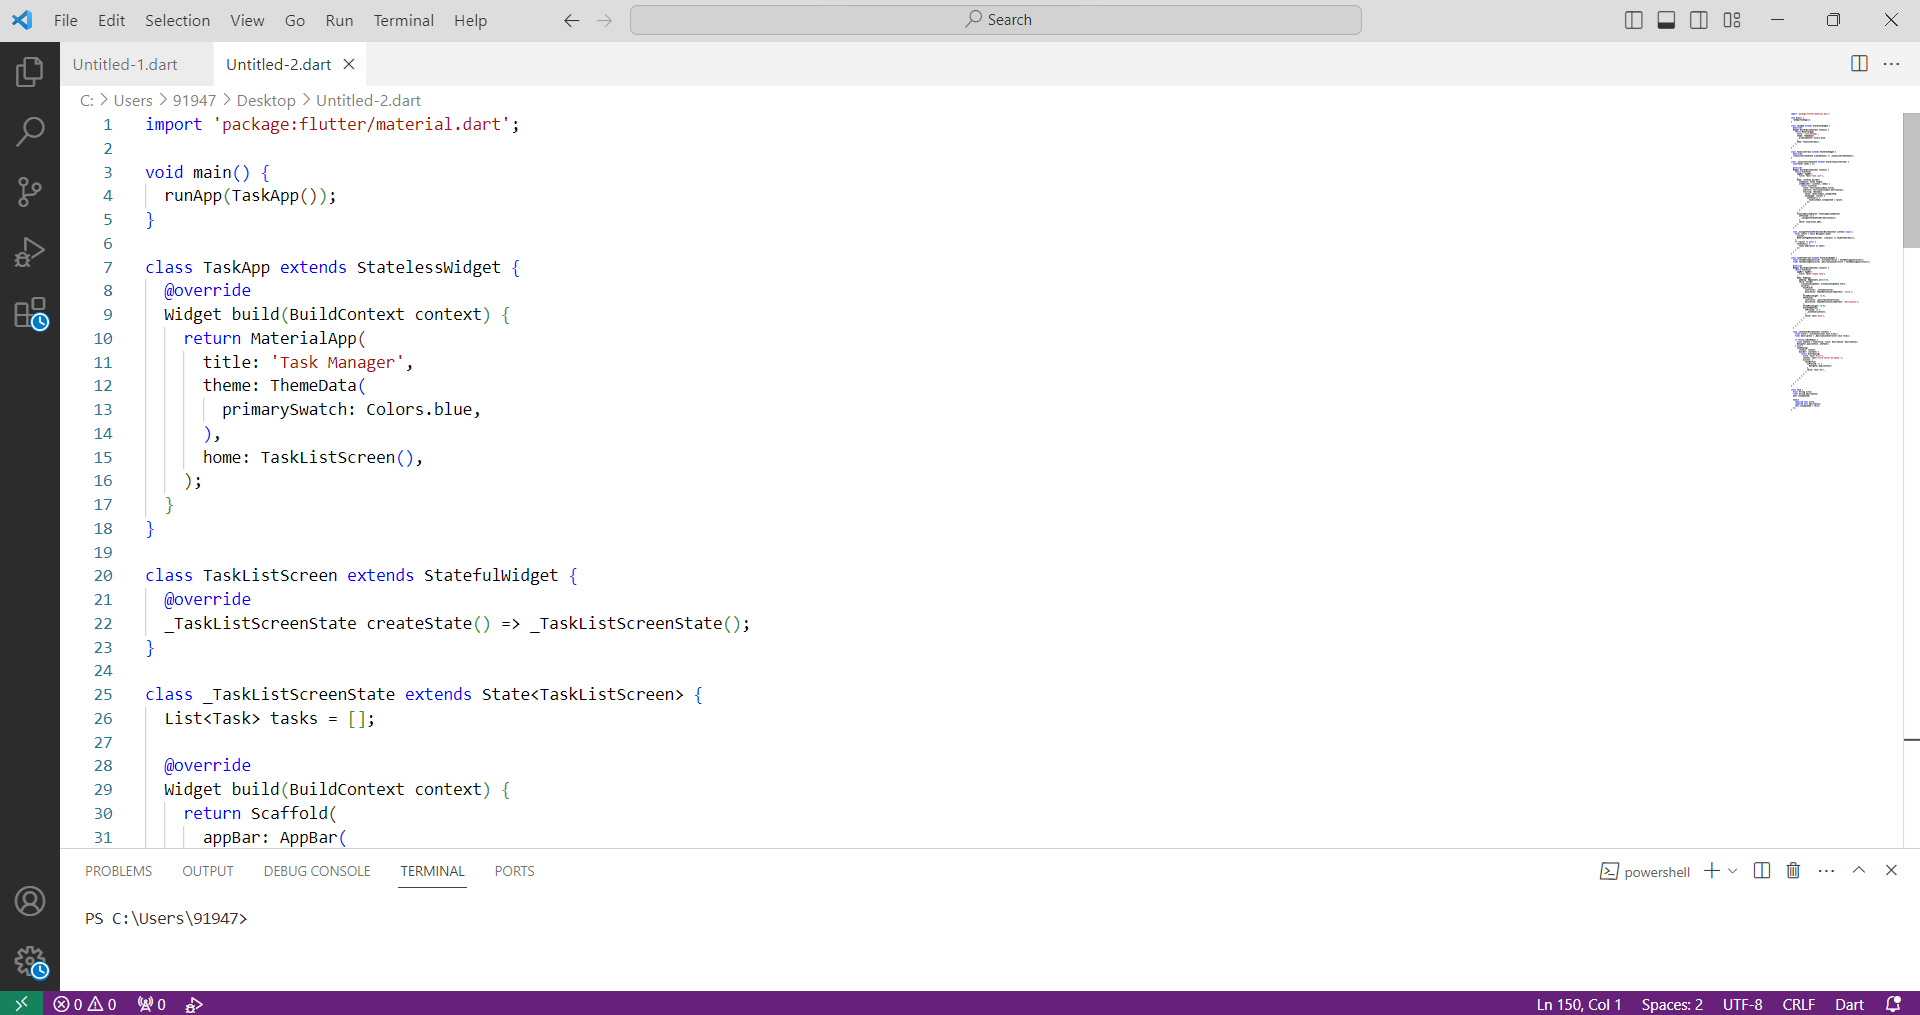 File Edit Selection View Go Run Terminal Help Search
Untitled-1.dart Untitled-2.dart
C: > Users > 91947 > Desktop > Untitled-2.dart
1 import 'package:flutter/material.dart';
2
3 void main() {
4 runApp(TaskApp());
5 }
6
7 class TaskApp extends StatelessWidget {
8 @override
9 Widget build(BuildContext context) {
10 return MaterialApp(
11 title: 'Task Manager',
12 theme: ThemeData(
13 primarySwatch: Colors.blue,
14 ),
15 home: TaskListScreen(),
16 );
17 }
18 }
19
20 class TaskListScreen extends StatefulWidget {
21 @override
22 _TaskListScreenState createState() => _TaskListScreenState();
23 }
24
25 class _TaskListScreenState extends State<TaskListScreen> {
26 List<Task> tasks = [];
27
28 @override
29 Widget build(BuildContext context) {
30 return Scaffold(
31 appBar: AppBar(
PROBLEMS OUTPUT DEBUG CONSOLE TERMINAL PORTS powershell
PS C:\Users\91947>
0 0 0 Ln 150, Col 1 Spaces: 2 UTF-8 CRLF Dart